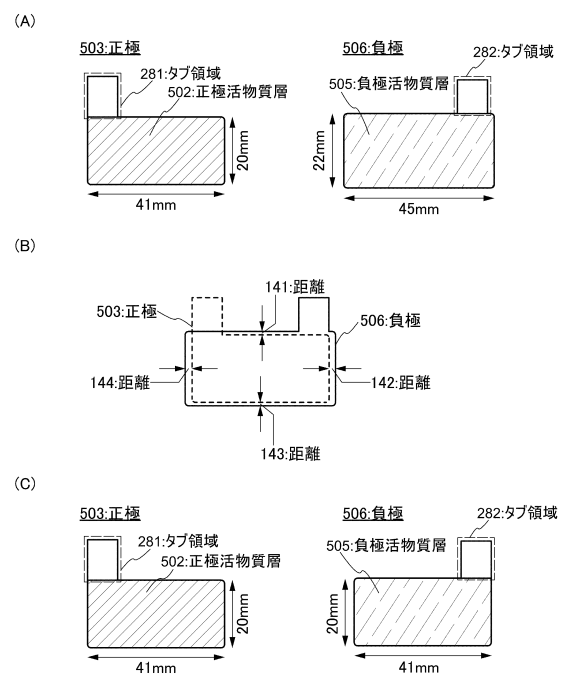 (A)
503:正極
506:負極
281:タブ領域
282:タブ領域
502:正極活物質層
505:負極活物質層
20mm
22mm
41mm
45mm
(B)
141:距離
503:正極
506:負極
144:距離
142:距離
143:距離
(C)
503:正極
506:負極
281:タブ領域
282:タブ領域
502:正極活物質層
505:負極活物質層
20mm
20mm
41mm
41mm